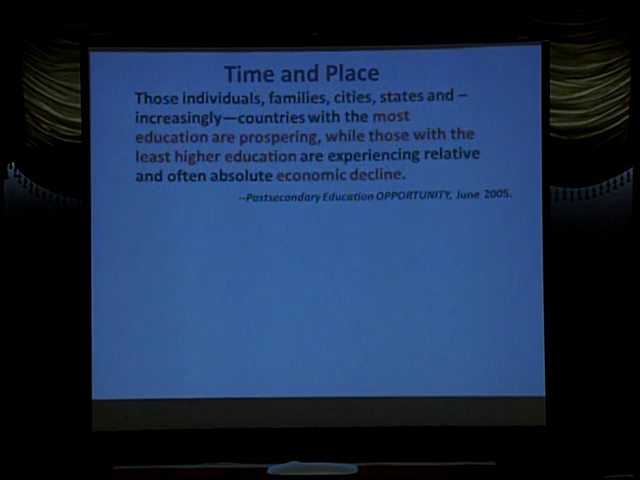 Time and Place
Those individuals, families, cities, states and –
increasingly—countries with the most
education are prospering, while those with the
least higher education are experiencing relative
and often absolute economic decline.
--Postsecondary Education OPPORTUNITY, June 2005.